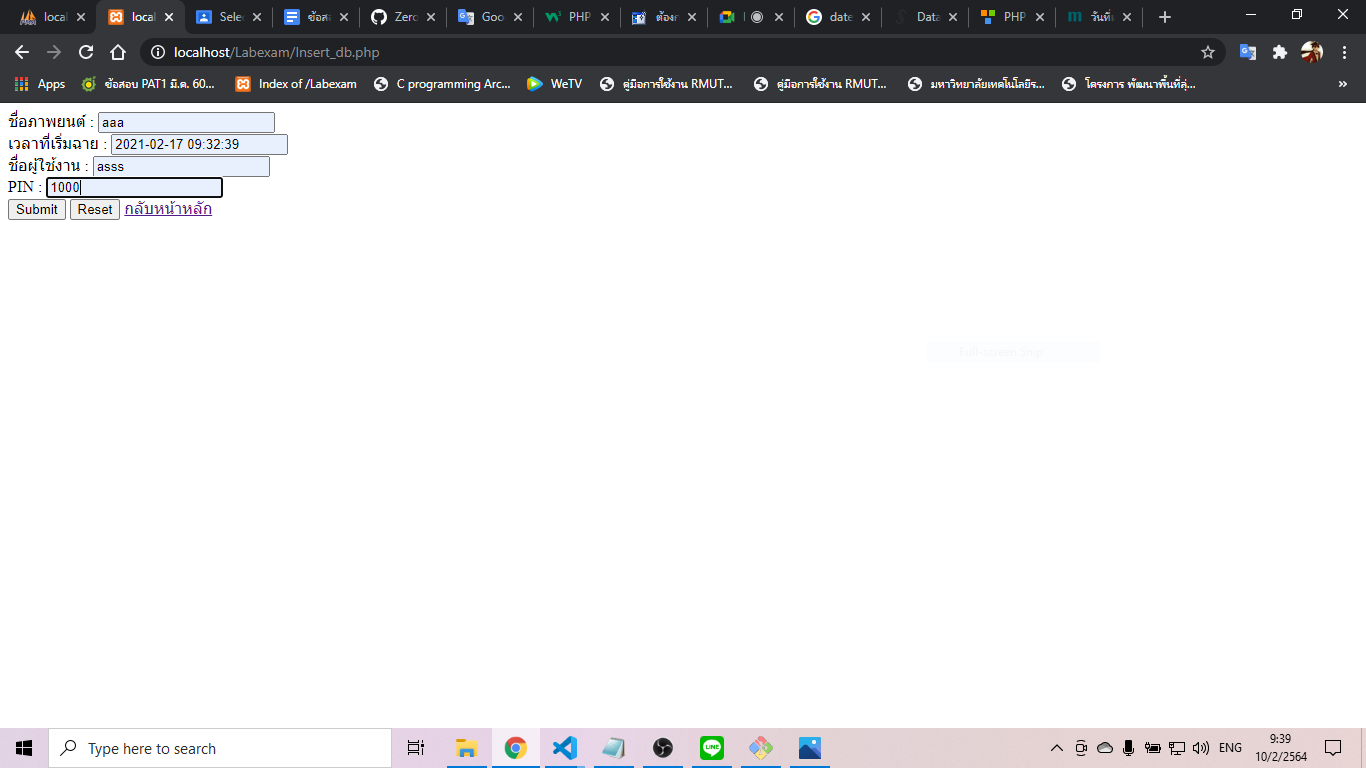 local
local
Selec
ข้อส
Zero
Goo
PHP
ต้อง
date
Data
PHP
วันที่
localhost/Labexam/Insert_db.php
Apps
ข้อสอบ PAT1 มี.ค. 60...
Index of /Labexam
C programming Arc...
WeTV
คู่มือการใช้งาน RMUT...
คู่มือการใช้งาน RMUT...
มหาวิทยาลัยเทคโนโลยีร...
โครงการ พัฒนาพื้นที่สุ่...
»
ชื่อภาพยนต์ : aaa
เวลาที่เริ่มฉาย : 2021-02-17 09:32:39
ชื่อผู้ใช้งาน : asss
PIN : 1000
Submit Reset กลับหน้าหลัก
Full-screen Snip
Type here to search
ENG
9:39
10/2/2564